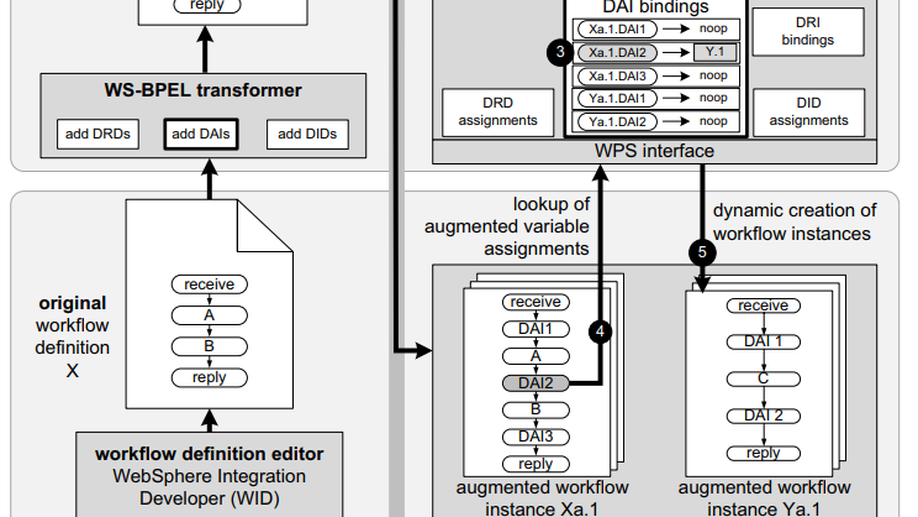 reply
WS-BPEL transformer
add DRDs
add DAIs
add DIDs
original
workflow
definition
X
receive
A
B
reply
workflow definition editor
WebSphere Integration
Developer (WID)
DAI bindings
Xa.1.DAI1
noop
3
Xa.1.DAI2
Y.1
Xa.1.DAI3
noop
Ya.1.DAI1
noop
Ya.1.DAI2
noop
DRI
bindings
DRD
assignments
DID
assignments
WPS interface
lookup of
augmented variable
assignments
dynamic creation of
workflow instances
5
4
receive
DAI1
A
DAI2
B
DAI3
reply
augmented workflow
instance Xa.1
receive
DAI 1
C
DAI 2
reply
augmented workflow
instance Ya.1